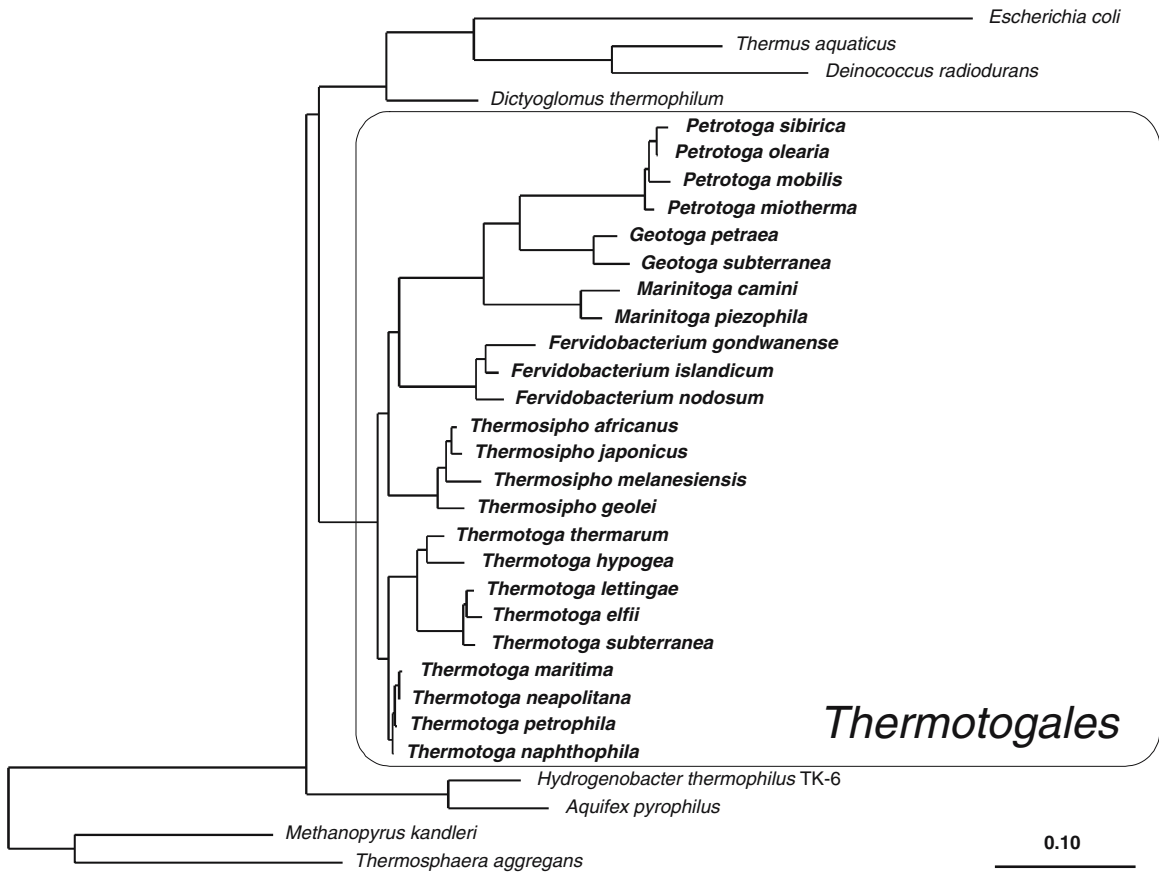 Escherichia coli
Thermus aquaticus
Deinococcus radiodurans
Dictyoglomus thermophilum
Petrotoga sibirica
Petrotoga olearia
Petrotoga mobilis
Petrotoga miotherma
Geotoga petraea
Geotoga subterranea
Marinitoga camini
Marinitoga piezophila
Fervidobacterium gondwanense
Fervidobacterium islandicum
Fervidobacterium nodosum
Thermosipho africanus
Thermosipho japonicus
Thermosipho melanesiensis
Thermosipho geolei
Thermotoga thermarum
Thermotoga hypogea
Thermotoga lettingae
Thermotoga elfii
Thermotoga subterranea
Thermotoga maritima
Thermotoga neapolitana
Thermotoga petrophila
Thermotoga naphthophila
Thermotogales
Hydrogenobacter thermophilus TK-6
Aquifex pyrophilus
Methanopyrus kandleri
Thermosphaera aggregans
0.10